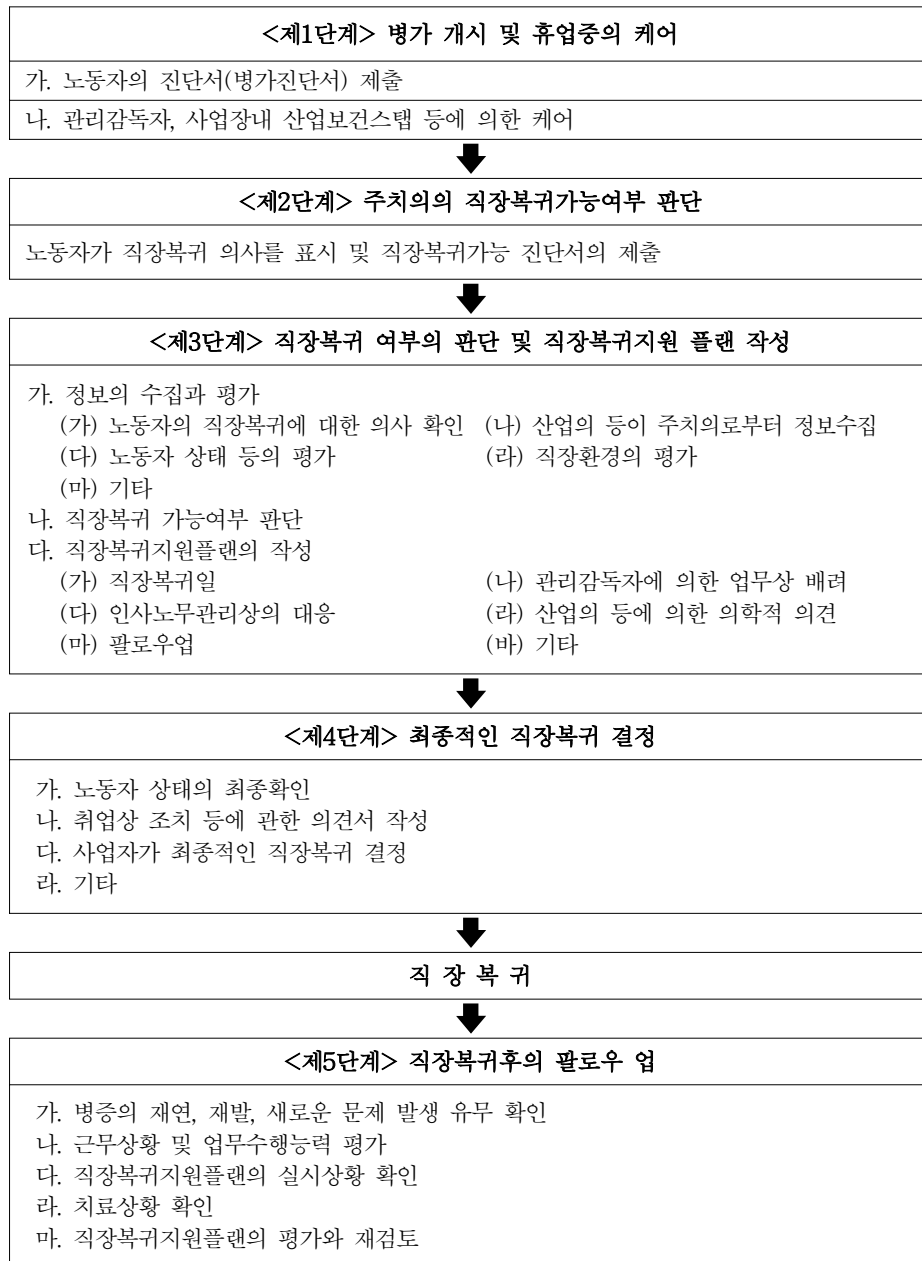 <제1단계> 병가 개시 및 휴업중의 케어
가. 노동자의 진단서(병가진단서) 제출
나. 관리감독자, 사업장내 산업보건스탭 등에 의한 케어
<제2단계> 주치의의 직장복귀가능여부 판단
노동자가 직장복귀 의사를 표시 및 직장복귀가능 진단서의 제출
<제3단계> 직장복귀 여부의 판단 및 직장복귀지원 플랜 작성
가. 정보의 수집과 평가
(가) 노동자의 직장복귀에 대한 의사 확인 (나) 산업의 등이 주치의로부터 정보수집
(다) 노동자 상태 등의 평가 (라) 직장환경의 평가
(마) 기타
나. 직장복귀 가능여부 판단
다. 직장복귀지원플랜의 작성
(가) 직장복귀일 (나) 관리감독자에 의한 업무상 배려
(다) 인사노무관리상의 대응 (라) 산업의 등에 의한 의학적 의견
(마) 팔로우업 (바) 기타
<제4단계> 최종적인 직장복귀 결정
가. 노동자 상태의 최종확인
나. 취업상 조치 등에 관한 의견서 작성
다. 사업자가 최종적인 직장복귀 결정
라. 기타
직 장 복 귀
<제5단계> 직장복귀후의 팔로우 업
가. 병증의 재연, 재발, 새로운 문제 발생 유무 확인
나. 근무상황 및 업무수행능력 평가
다. 직장복귀지원플랜의 실시상황 확인
라. 치료상황 확인
마. 직장복귀지원플랜의 평가와 재검토